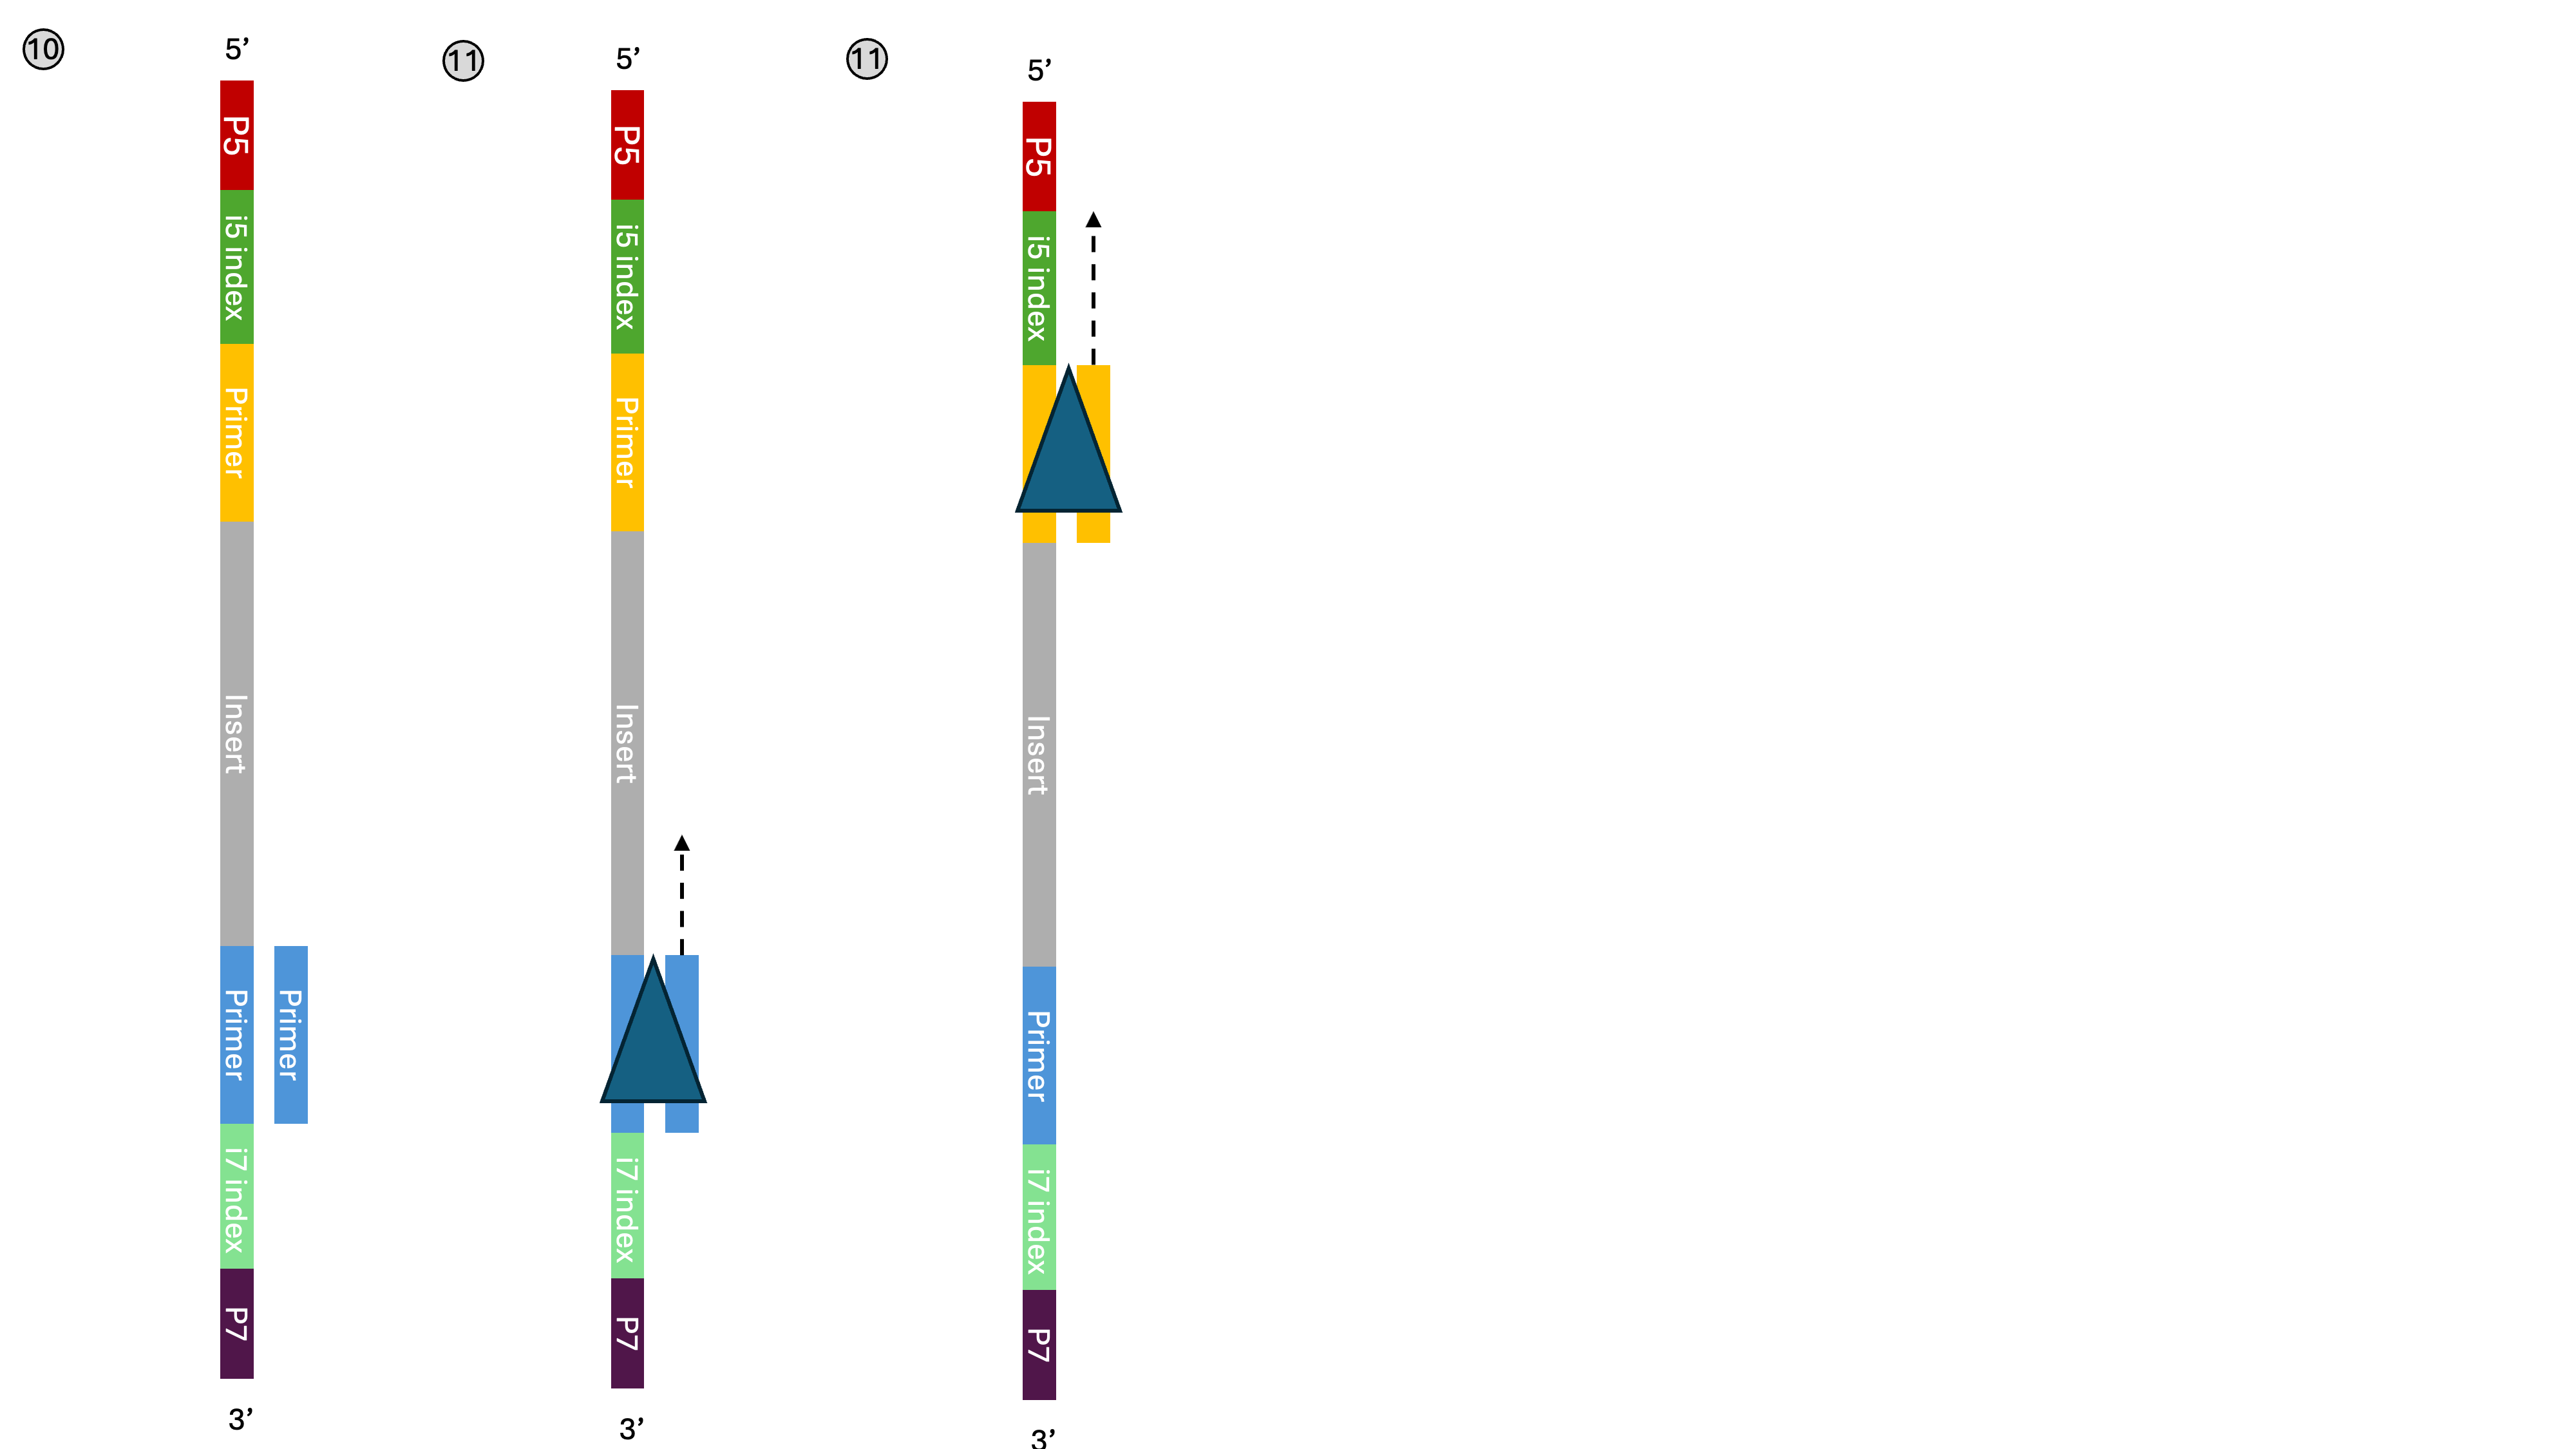 10
5’
P5
i5 index
Primer
Insert
Primer
Primer
i7 index
P7
3’
11
5’
P5
i5 index
Primer
Insert
i7 index
P7
3’
11
5’
P5
i5 index
Insert
Primer
i7 index
P7
3’